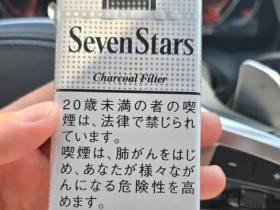 SevenStars
Charcoal Filter
20歳未満の者の喫
煙は、法律で禁じられ
ています。
喫煙は、肺がんをはじ
め、あなたが様々なが
んになる危険性を高
めます。